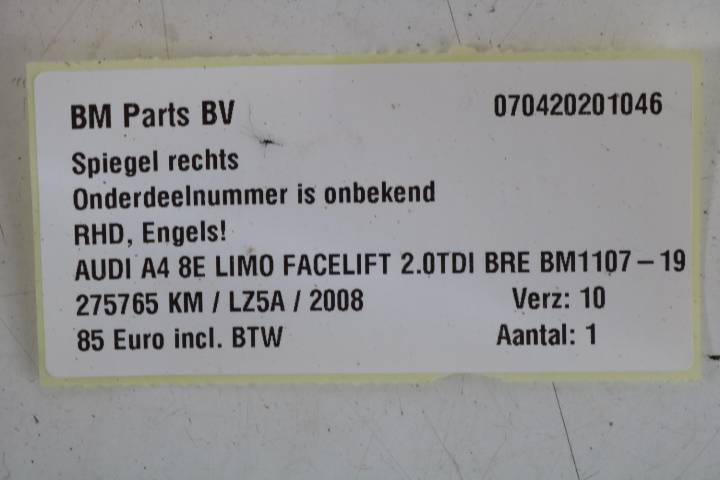 BM Parts BV 070420201046
Spiegel rechts
Onderdeelnummer is onbekend
RHD, Engels!
AUDI A4 8E LIMO FACELIFT 2.0TDI BRE BM1107-19
275765 KM / LZ5A / 2008 Verz: 10
85 Euro incl. BTW Aantal: 1